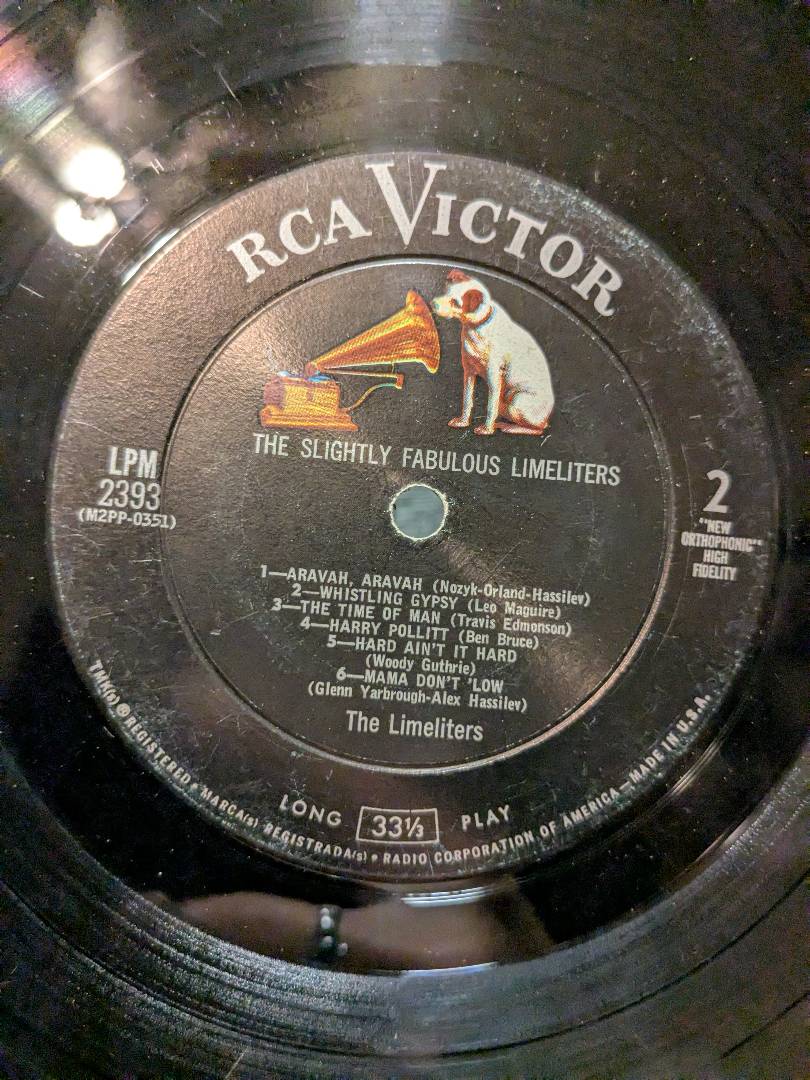 RCA VICTOR
THE SLIGHTLY FABULOUS LIMELITERS
LPM
2393
(M2PP-0351)
2
"NEW
ORTHOPHONIC"
HIGH
FIDELITY
1—ARAVAH, ARAVAH (Nozyk-Orland-Hassilev)
2—WHISTLING GYPSY (Leo Maguire)
3—THE TIME OF MAN (Travis Edmonson)
4—HARRY POLLITT (Ben Bruce)
5—HARD AIN'T IT HARD
(Woody Guthrie)
6—MAMA DON'T 'LOW
(Glenn Yarbrough-Alex Hassilev)
The Limeliters
LONG 33⅓ PLAY
TMK(s) ® REGISTERED • MARCA(s) REGISTRADA(s) • RADIO CORPORATION OF AMERICA—MADE IN U.S.A.